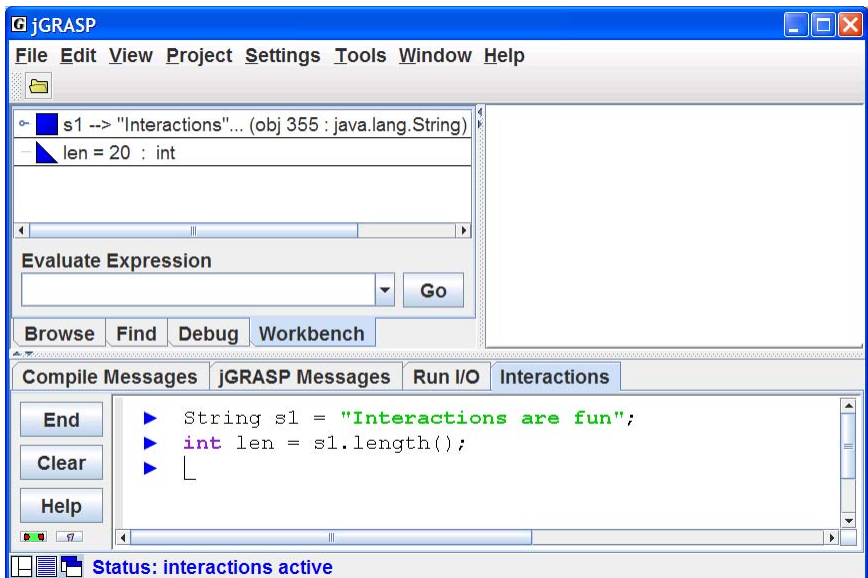 jGRASP
File Edit View Project Settings Tools Window Help
s1 --> "Interactions"... (obj 355 : java.lang.String)
len = 20 : int
Evaluate Expression
Go
Browse Find Debug Workbench
Compile Messages jGRASP Messages Run I/O Interactions
End
Clear
Help
String s1 = "Interactions are fun";
int len = s1.length();
Status: interactions active